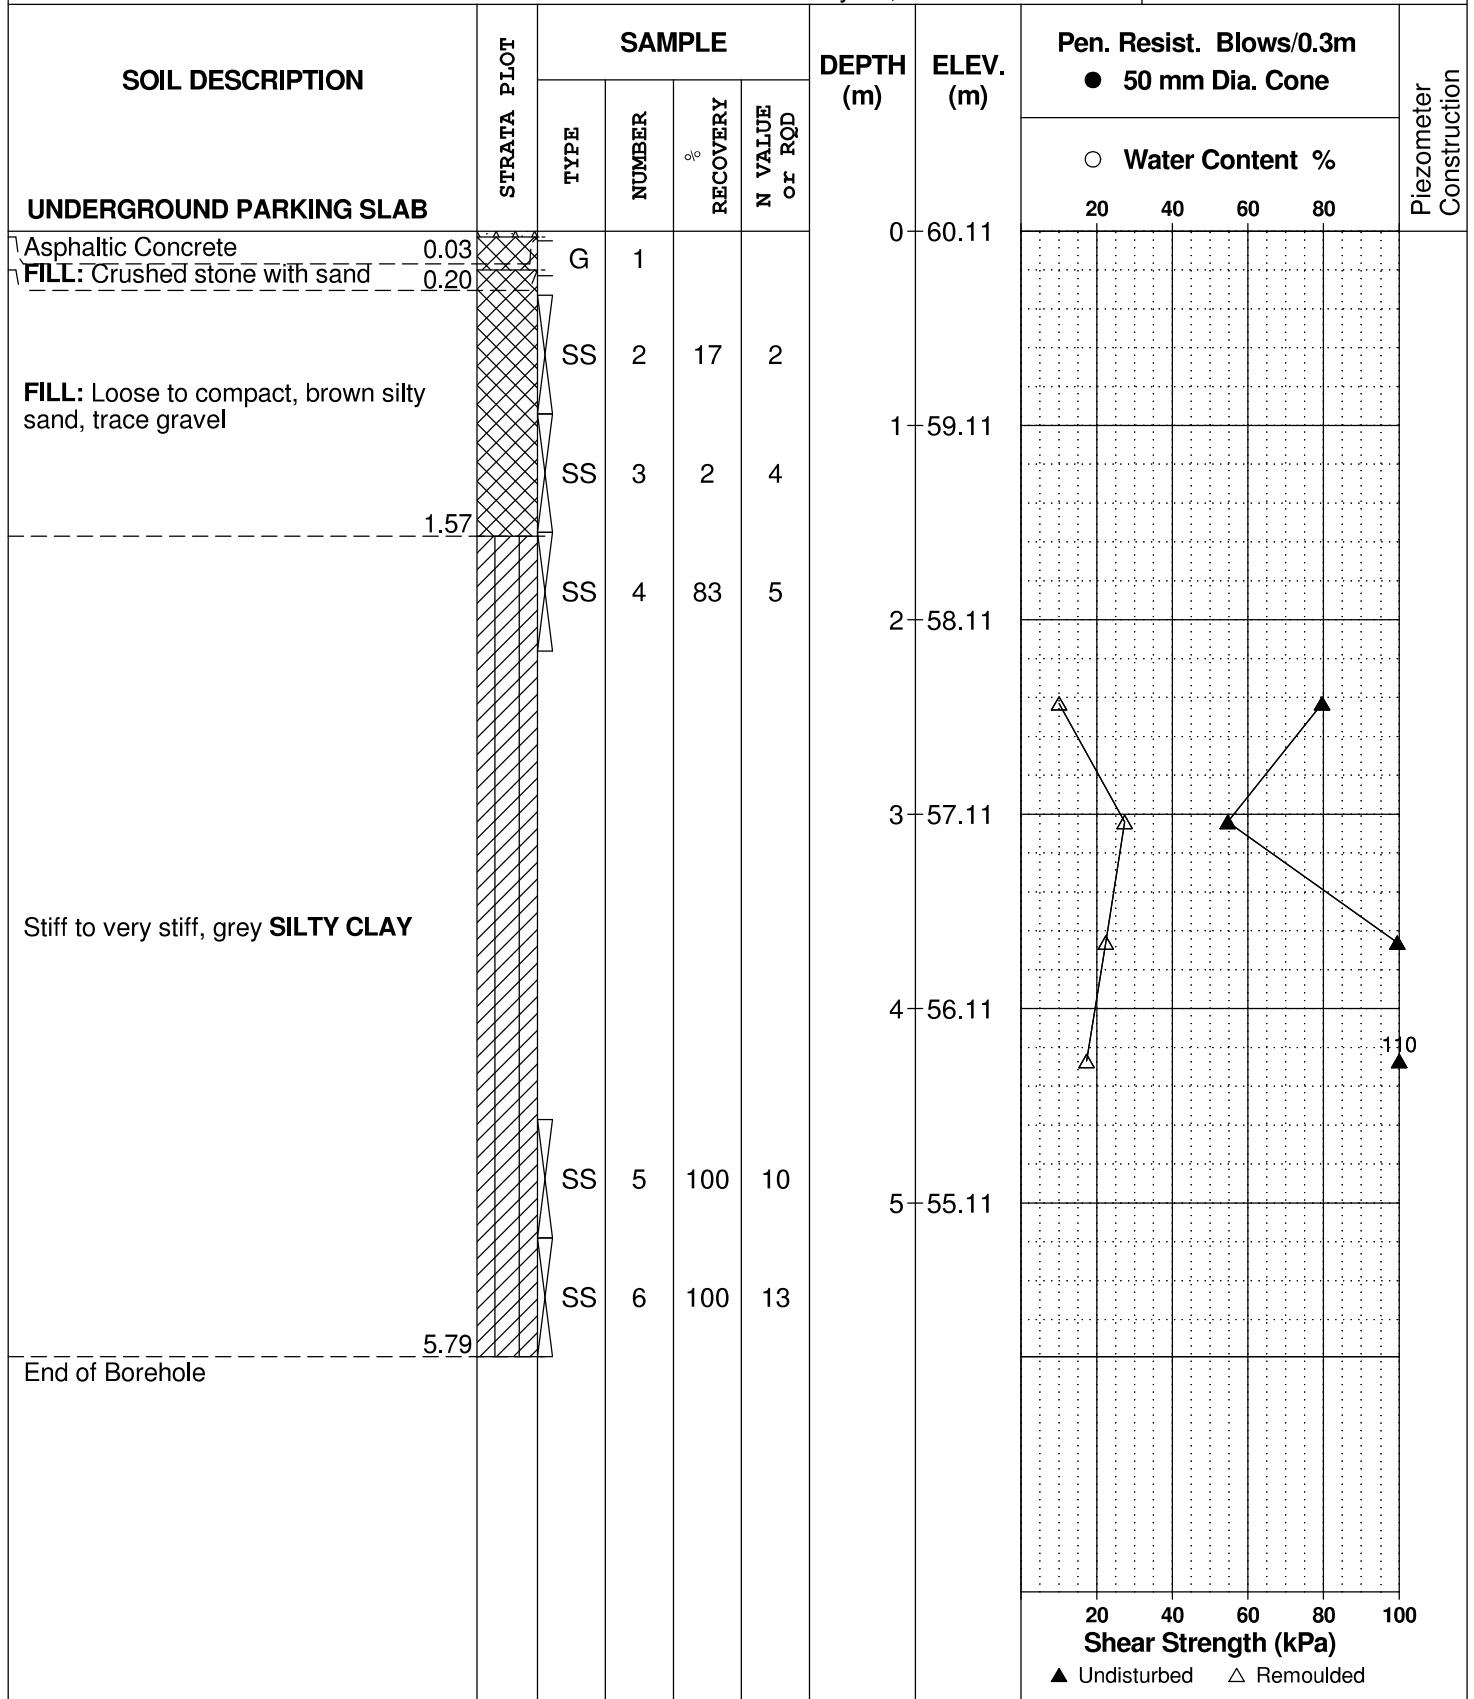 SOIL DESCRIPTION
UNDERGROUND PARKING SLAB
STRATA PLOT
SAMPLE
TYPE
NUMBER
% RECOVERY
N VALUE or RQD
DEPTH (m)
ELEV. (m)
Pen. Resist. Blows/0.3m
● 50 mm Dia. Cone
○ Water Content %
20 40 60 80
Piezometer Construction
Asphaltic Concrete 0.03
FILL: Crushed stone with sand 0.20
G 1
0 60.11
SS 2 17 2
FILL: Loose to compact, brown silty
sand, trace gravel
1 59.11
SS 3 2 4
1.57
SS 4 83 5
2 58.11
3 57.11
Stiff to very stiff, grey SILTY CLAY
4 56.11
110
SS 5 100 10
5 55.11
SS 6 100 13
5.79
End of Borehole
20 40 60 80 100
Shear Strength (kPa)
▲ Undisturbed △ Remoulded